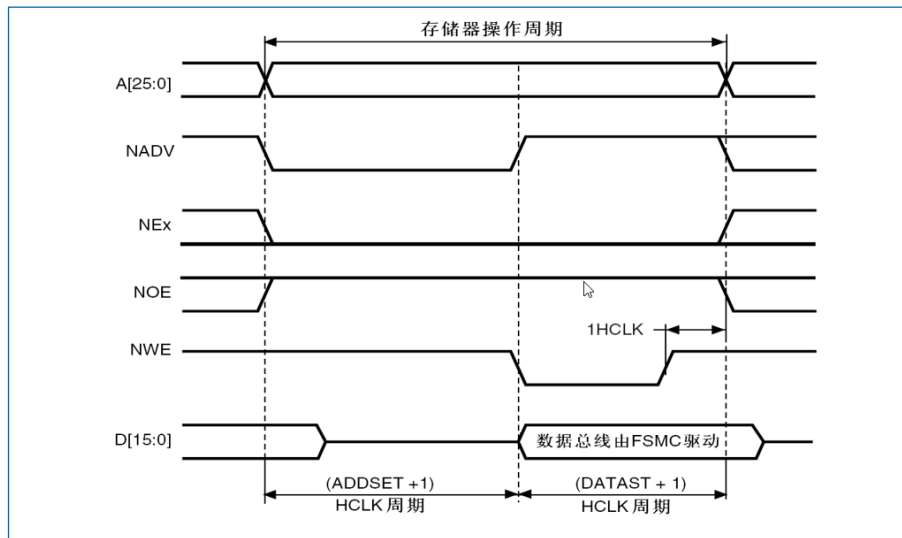 存储器操作周期
A[25:0]
NADV
NEx
NOE
1HCLK
NWE
D[15:0]
数据总线由FSMC驱动
(ADDSET +1)
HCLK 周期
(DATAST + 1)
HCLK 周期